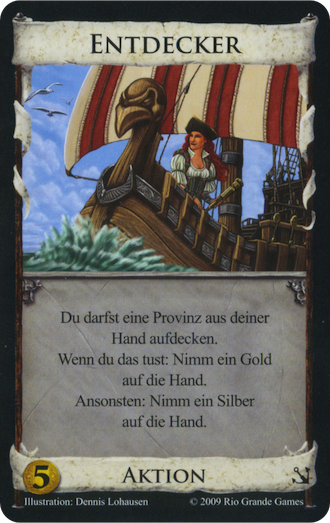 ENTDECKER
Du darfst eine Provinz aus deiner
Hand aufdecken.
Wenn du das tust: Nimm ein Gold
auf die Hand.
Ansonsten: Nimm ein Silber
auf die Hand.
5
AKTION
Illustration: Dennis Lohausen
© 2009 Rio Grande Games